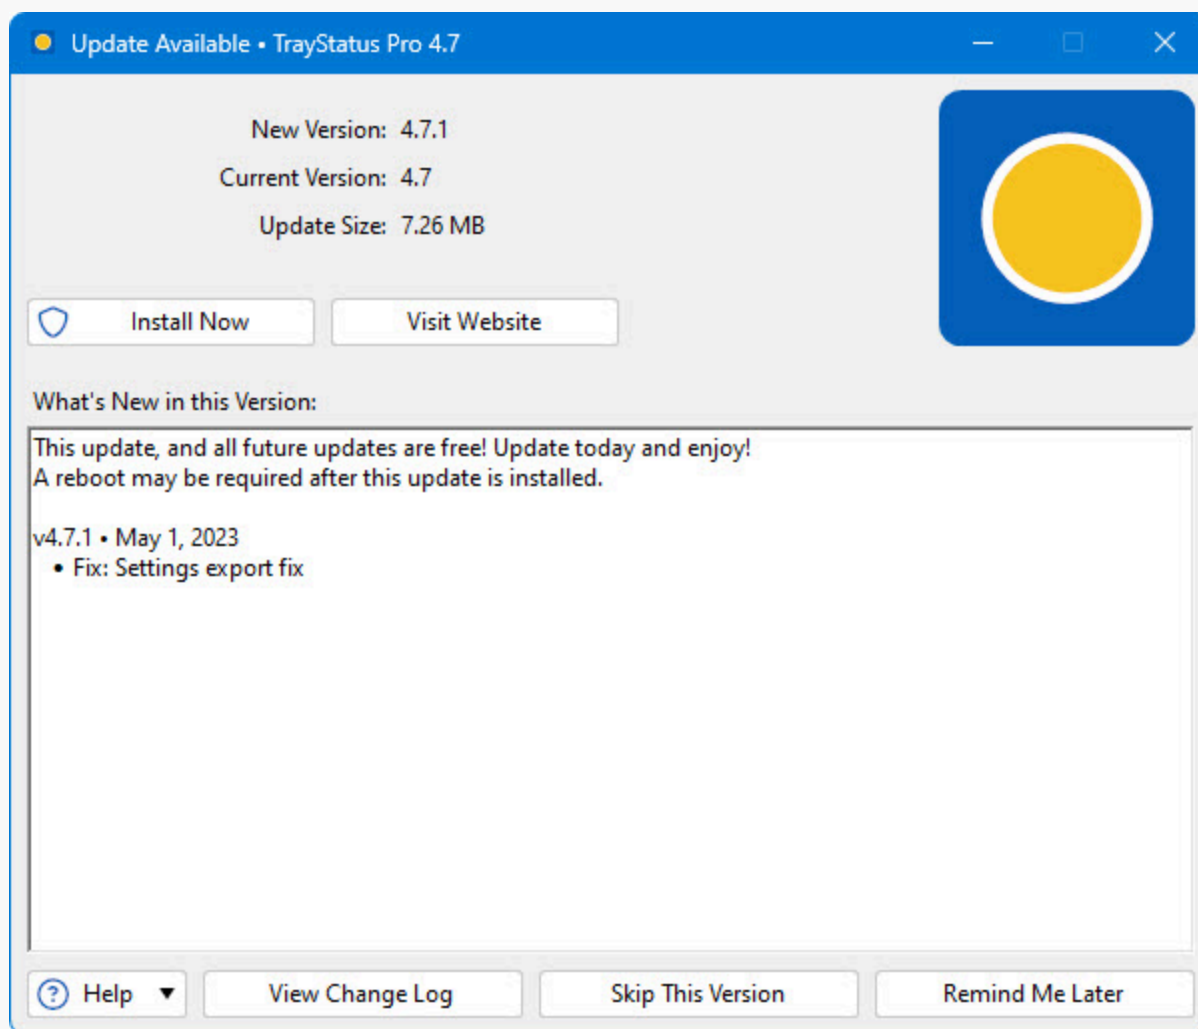 Update Available • TrayStatus Pro 4.7
New Version: 4.7.1
Current Version: 4.7
Update Size: 7.26 MB
Install Now
Visit Website
What's New in this Version:
This update, and all future updates are free! Update today and enjoy!
A reboot may be required after this update is installed.
v4.7.1 • May 1, 2023
• Fix: Settings export fix
Help
View Change Log
Skip This Version
Remind Me Later